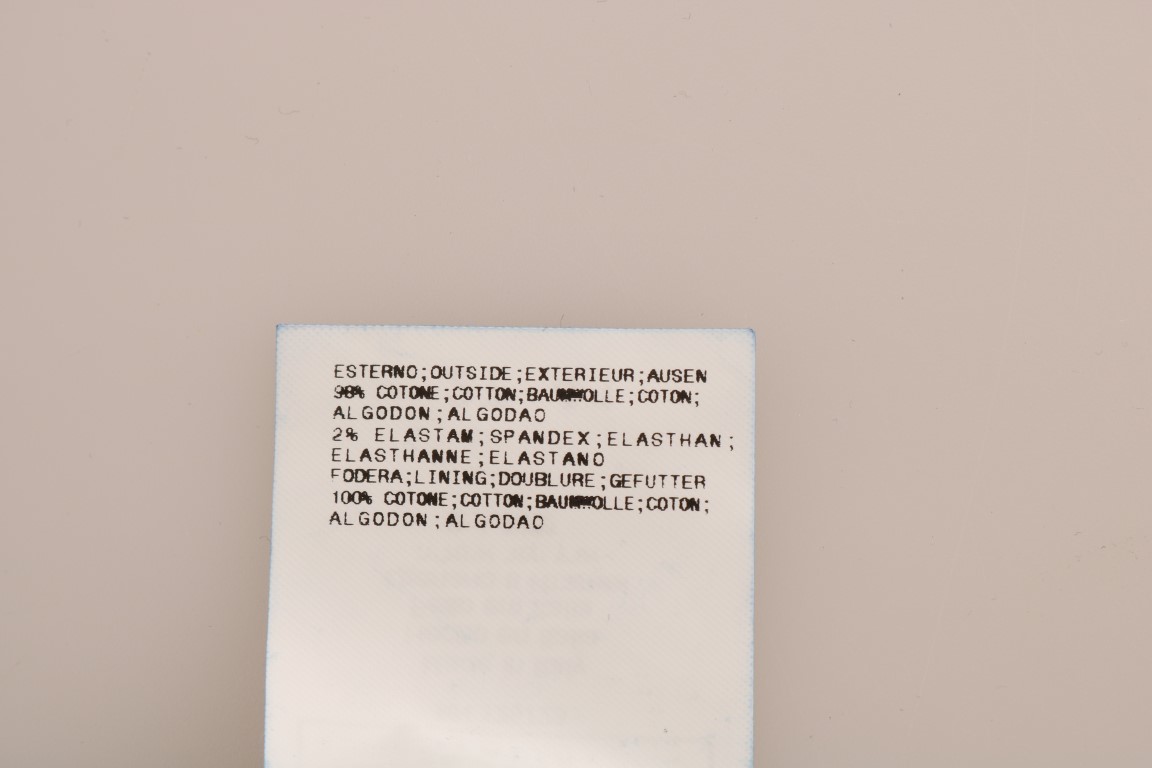 ESTERNO;OUTSIDE;EXTERIEUR;AUSEN
98% COTONE;COTTON;BAUMWOLLE;COTON;
ALGODON;ALGODAO
2% ELASTAM;SPANDEX;ELASTHAN;
ELASTHANNE;ELASTANO
FODERA;LINING;DOUBLURE;GEFUTTER
100% COTONE;COTTON;BAUMWOLLE;COTON;
ALGODON;ALGODAO